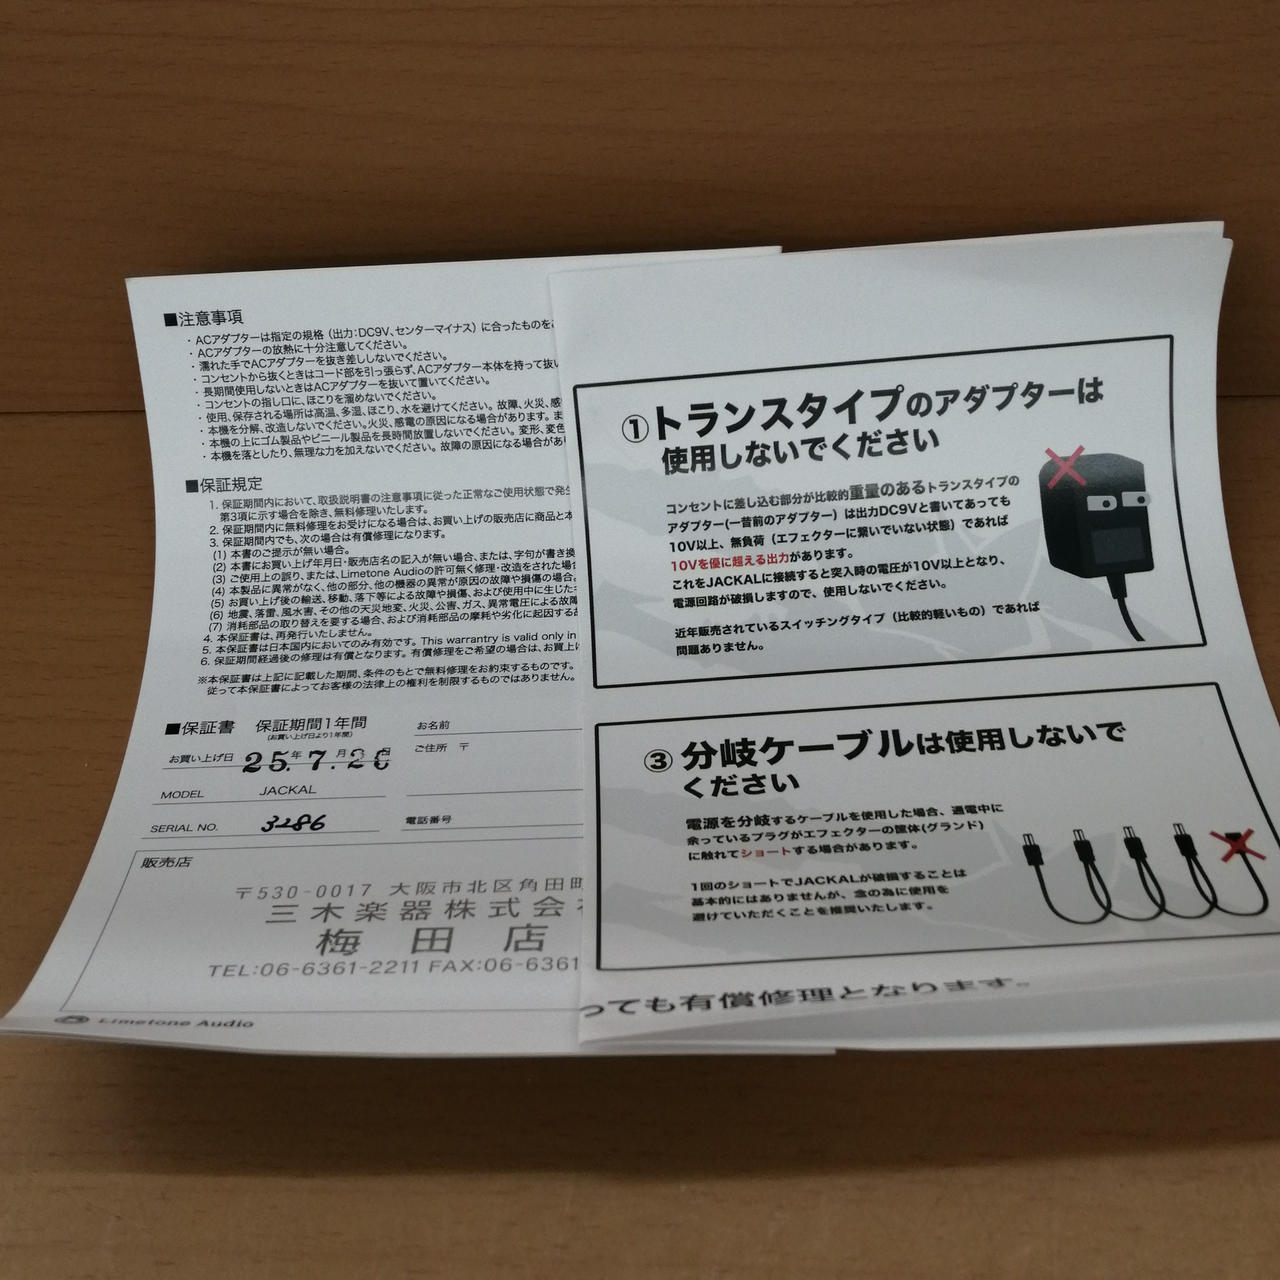 ■注意事項
・ACアダプターは指定の規格（出力：DC9V、センターマイナス）に合ったものを
・ACアダプターの放熱に十分注意してください。
・濡れた手でACアダプターを抜き差ししないでください。
・コンセントから抜くときはコード部を引っ張らず、ACアダプター本体を持って抜い
・長期間使用しないときはACアダプターを抜いて置いてください。
・コンセントの指し口に、ほこりを溜めないでください。
・使用、保存される場所は高温、多湿、ほこり、水を避けてください。故障、火災、感
・本機を分解、改造しないでください。火災、感電の原因になる場合があります。ま
・本機の上にゴム製品やビニール製品を長時間放置しないでください。変形、変色
・本機を落としたり、無理な力を加えないでください。故障の原因になる場合があ
■保証規定
1. 保証期間内において、取扱説明書の注意事項に従った正常なご使用状態で発生
第3項に示す場合を除き、無料修理いたします。
2. 保証期間内に無料修理をお受けになる場合は、お買い上げの販売店に商品と本
3. 保証期間内でも、次の場合は有償修理になります。
(1) 本書のご提示が無い場合。
(2) 本書にお買い上げ年月日・販売店名の記入が無い場合、または、字句が書き換
(3) ご使用上の誤り、または、Limetone Audioの許可無く修理・改造をされた場合
(4) 本製品に異常がなく、他の部分、他の機器の異常が原因の故障や損傷の場合。
(5) お買い上げ後の輸送、移動、落下等による故障や損傷、および使用中に生じた
(6) 地震、落雷、風水害、その他の天災地変、火災、公害、ガス、異常電圧による故障
(7) 消耗部品の取り替えを要する場合、および消耗部品の摩耗や劣化に起因する故
4. 本保証書は、再発行いたしません。
5. 本保証書は日本国内においてのみ有効です。This warrantry is valid only in
6. 保証期間経過後の修理は有償となります。有償修理をご希望の場合は、お買上
※本保証書は上記に記載した期間、条件のもとで無料修理をお約束するものです。
従って本保証書によってお客様の法律上の権利を制限するものではありません。
■保証書 保証期間1年間
（お買い上げ日より1年間）
お買い上げ日 25年7月26日
MODEL JACKAL
SERIAL NO. 3286
お名前
ご住所 〒
電話番号
販売店
〒530-0017 大阪市北区角田町
三木楽器株式会
梅田店
TEL:06-6361-2211 FAX:06-6361
Limetone Audio
①トランスタイプのアダプターは
使用しないでください
コンセントに差し込む部分が比較的重量のあるトランスタイプの
アダプター(一昔前のアダプター）は出力DC9Vと書いてあっても
10V以上、無負荷（エフェクターに繋いでいない状態）であれば
10Vを優に超える出力があります。
これをJACKALに接続すると突入時の電圧が10V以上となり、
電源回路が破損しますので、使用しないでください。
近年販売されているスイッチングタイプ（比較的軽いもの）であれば
問題ありません。
③分岐ケーブルは使用しないで
ください
電源を分岐するケーブルを使用した場合、通電中に
余っているプラグがエフェクターの筐体(グランド）
に触れてショートする場合があります。
1回のショートでJACKALが破損することは
基本的にはありませんが、念の為に使用を
避けていただくことを推奨いたします。
っても有償修理となります。